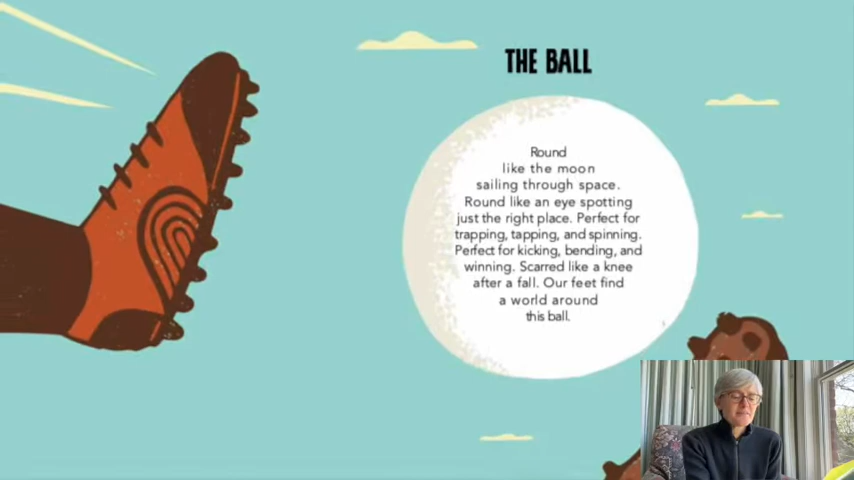 THE BALL
Round
like the moon
sailing through space.
Round like an eye spotting
just the right place. Perfect for
trapping, tapping, and spinning.
Perfect for kicking, bending, and
winning. Scarred like a knee
after a fall. Our feet find
a world around
this ball.